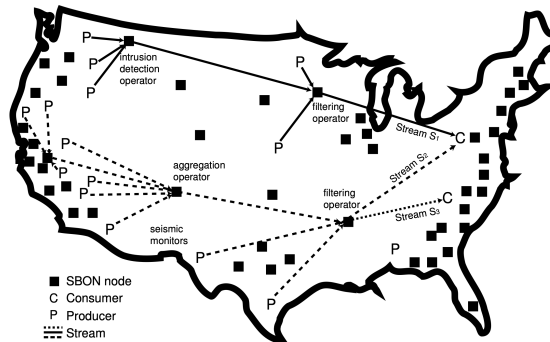 P
P
P
intrusion
detection
operator
P
P
filtering
operator
Stream S1
C
Stream S2
P
P
P
P
P
P
aggregation
operator
filtering
operator
C
Stream S3
P
seismic
monitors
P
P
P
SBON node
C Consumer
P Producer
Stream